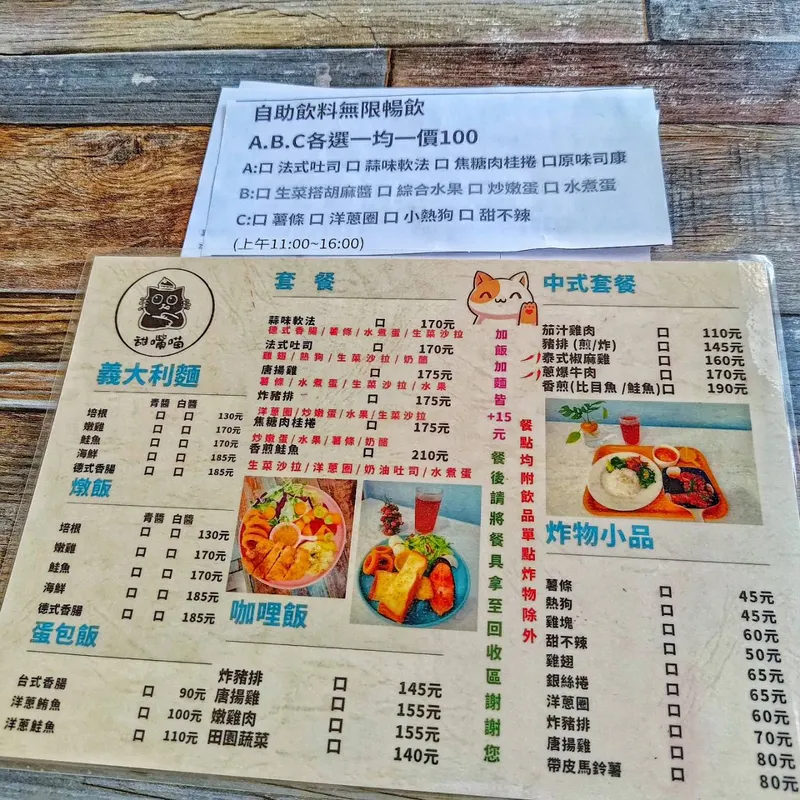 自助飲料無限暢飲
A.B.C各選一均一價100
A:口 法式吐司 口 蒜味軟法 口 焦糖肉桂捲 口原味司康
B:口 生菜搭胡麻醬 口 綜合水果 口 炒嫩蛋 口 水煮蛋
C:口 薯條 口 洋蔥圈 口 小熱狗 口 甜不辣
(上午11:00~16:00)
甜嘴喵
義大利麵
青醬 白醬
培根 口 口 130元
嫩雞 口 口 170元
鮭魚 口 口 170元
海鮮 口 口 185元
德式香腸 口 口 185元
燉飯
青醬 白醬
培根 口 口 130元
嫩雞 口 口 170元
鮭魚 口 口 170元
海鮮 口 口 185元
德式香腸 口 口 185元
蛋包飯
台式香腸 口 90元
洋蔥鮪魚 口 100元
洋蔥鮭魚 口 110元
套餐
蒜味軟法 口 170元
德式香腸/薯條/水煮蛋/生菜沙拉
法式吐司 口 170元
雞翅/熱狗/生菜沙拉/奶酪
唐揚雞 口 175元
薯條/水煮蛋/生菜沙拉/水果
炸豬排 口 175元
洋蔥圈/炒嫩蛋/水果/生菜沙拉
焦糖肉桂捲 口 175元
炒嫩蛋/水果/薯條/奶酪
香煎鮭魚 口 210元
生菜沙拉/洋蔥圈/奶油吐司/水煮蛋
咖哩飯
炸豬排 口 145元
唐揚雞 口 155元
嫩雞肉 口 155元
田園蔬菜 口 140元
加飯加麵皆+15元
餐後請將餐具拿至回收區謝謝您
餐點均附飲品單點炸物除外
中式套餐
茄汁雞肉 口 110元
豬排(煎/炸) 口 145元
泰式椒麻雞 口 160元
蔥爆牛肉 口 170元
香煎(比目魚/鮭魚) 口 190元
炸物小品
薯條 口 45元
熱狗 口 45元
雞塊 口 60元
甜不辣 口 50元
雞翅 口 65元
銀絲捲 口 65元
洋蔥圈 口 60元
炸豬排 口 70元
唐揚雞 口 80元
帶皮馬鈴薯 口 80元